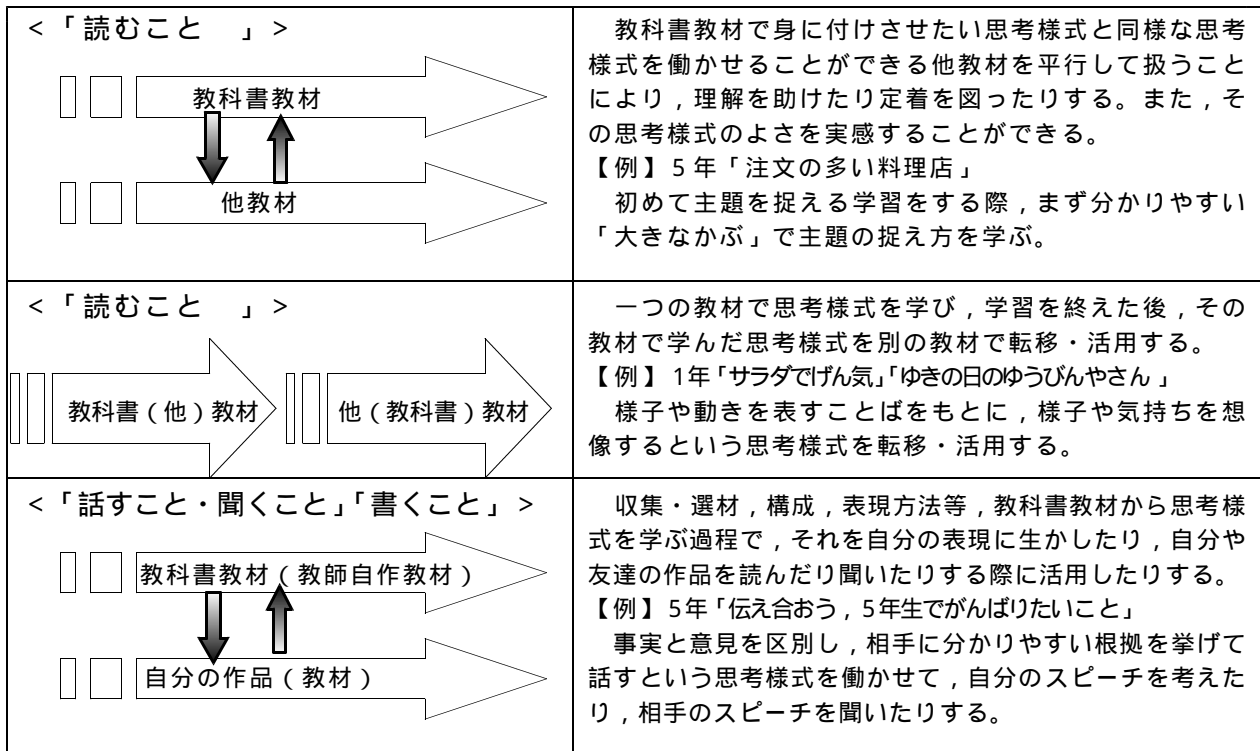 ＜「読むこと　」＞
教科書教材
他教材
教科書教材で身に付けさせたい思考様式と同様な思考
様式を働かせることができる他教材を平行して扱うこと
により，理解を助けたり定着を図ったりする。また，そ
の思考様式のよさを実感することができる。
【例】5年「注文の多い料理店」
初めて主題を捉える学習をする際，まず分かりやすい
「大きなかぶ」で主題の捉え方を学ぶ。
＜「読むこと　」＞
教科書（他）教材
他（教科書）教材
一つの教材で思考様式を学び，学習を終えた後，その
教材で学んだ思考様式を別の教材で転移・活用する。
【例】1年「サラダでげん気」「ゆきの日のゆうびんやさん」
様子や動きを表すことばをもとに，様子や気持ちを想
像するという思考様式を転移・活用する。
＜「話すこと・聞くこと」「書くこと」＞
教科書教材（教師自作教材）
自分の作品（教材）
収集・選材，構成，表現方法等，教科書教材から思考様
式を学ぶ過程で，それを自分の表現に生かしたり，自分や
友達の作品を読んだり聞いたりする際に活用したりする。
【例】5年「伝え合おう，5年生でがんばりたいこと」
事実と意見を区別し，相手に分かりやすい根拠を挙げて
話すという思考様式を働かせて，自分のスピーチを考えた
り，相手のスピーチを聞いたりする。